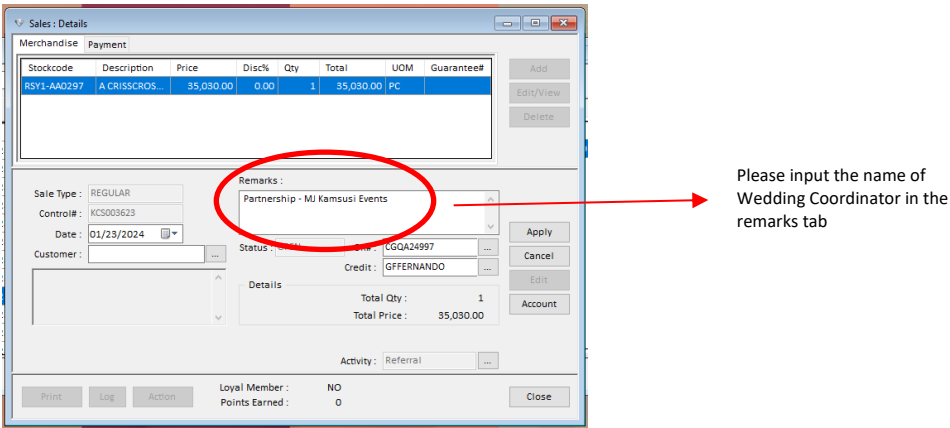 Sales : Details
Merchandise Payment
Stockcode Description Price Disc% Qty Total UOM Guarantee#
RSY1-AA0297 A CRISSCROS... 35,030.00 0.00 1 35,030.00 PC
Add
Edit/View
Delete
Remarks :
Partnership - MJ Kamsusi Events
Sale Type : REGULAR
Control# : KCS003623
Date : 01/23/2024
Customer : ...
Status :
CGQA24997 ...
Credit : GFFERNANDO ...
Details
Total Qty : 1
Total Price : 35,030.00
Activity : Referral ...
Apply
Cancel
Edit
Account
Print Log Action
Loyal Member : NO
Points Earned : 0
Close
Please input the name of
Wedding Coordinator in the
remarks tab